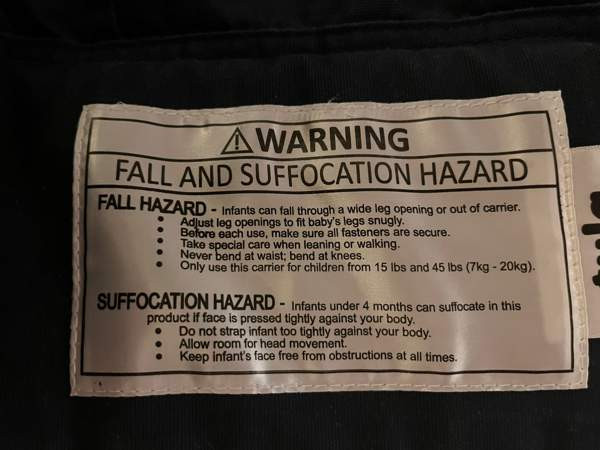 ⚠ WARNING
FALL AND SUFFOCATION HAZARD
FALL HAZARD - Infants can fall through a wide leg opening or out of carrier.
• Adjust leg openings to fit baby's legs snugly.
• Before each use, make sure all fasteners are secure.
• Take special care when leaning or walking.
• Never bend at waist; bend at knees.
• Only use this carrier for children from 15 lbs and 45 lbs (7kg - 20kg).
SUFFOCATION HAZARD - Infants under 4 months can suffocate in this
product if face is pressed tightly against your body.
• Do not strap infant too tightly against your body.
• Allow room for head movement.
• Keep infant's face free from obstructions at all times.
tula